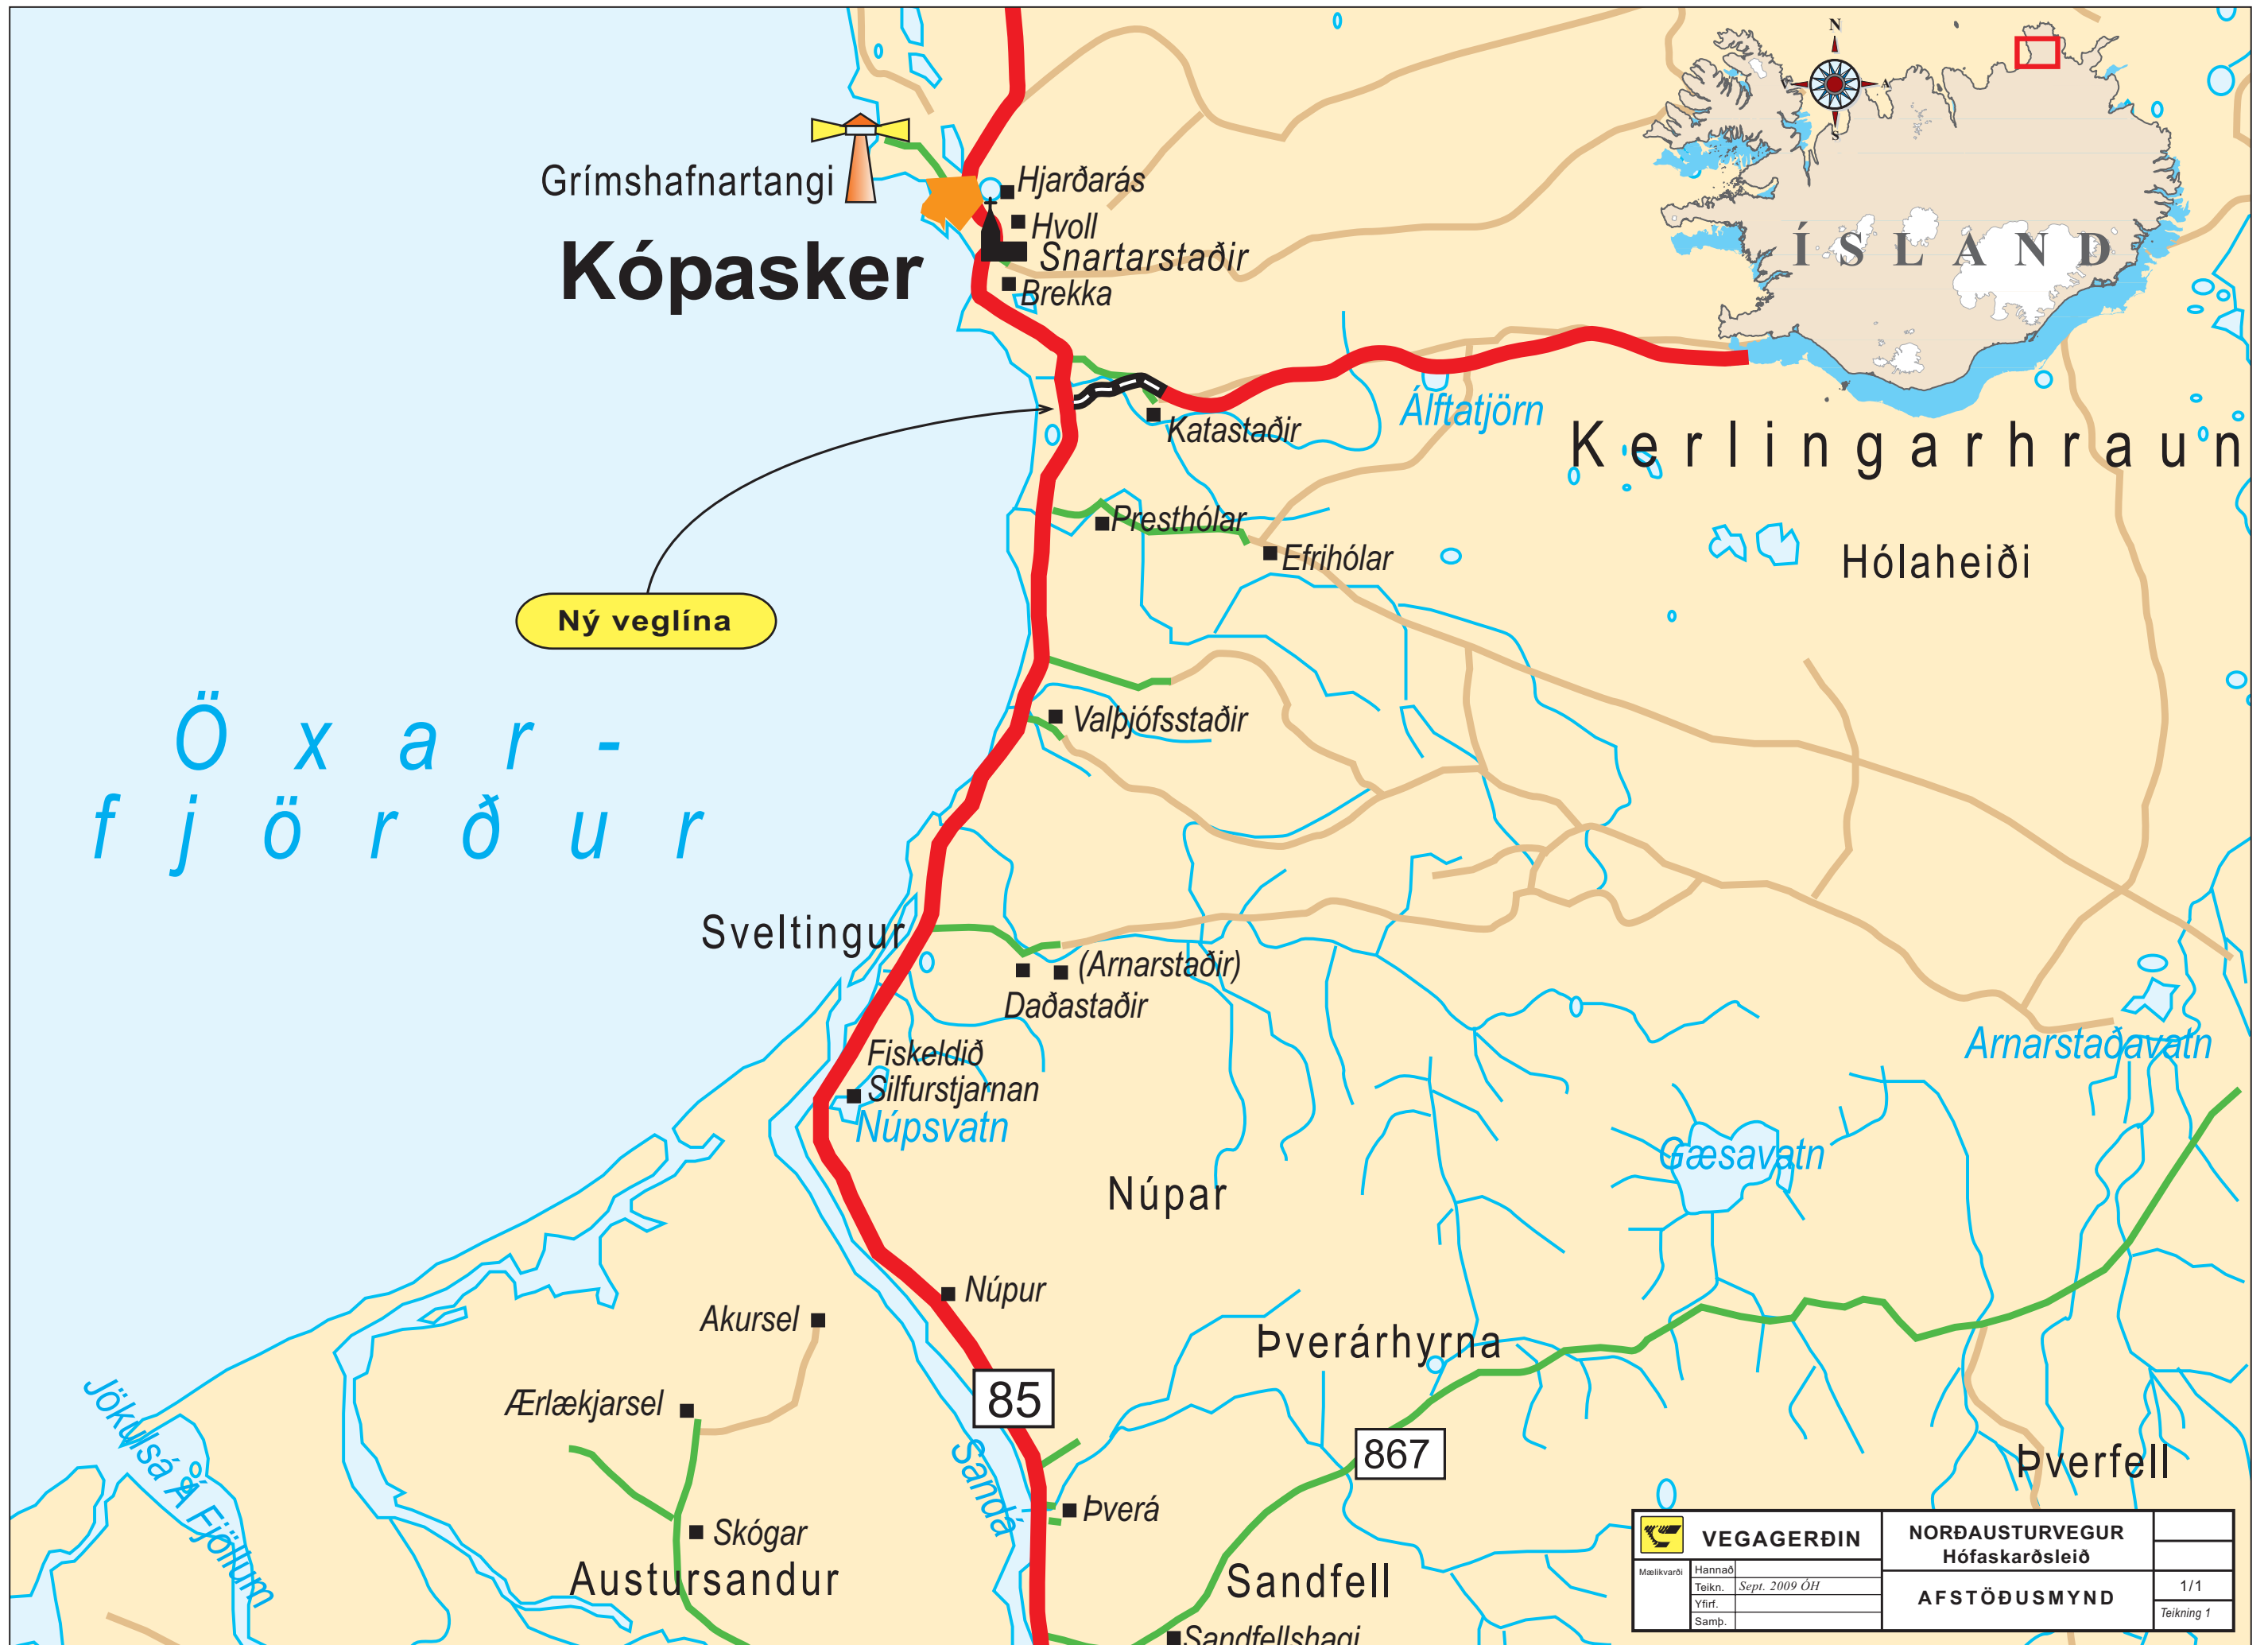 N
V
A
S
ÍSLAND
Grímshafnartangi
Hjarðarás
Hvoll
Kópasker
Snartarstaðir
Brekka
Álftatjörn
Katastaðir
Kerlingarhraun
Presthólar
Efrihólar
Hólaheiði
Ný veglína
Öxar-
fjörður
Valþjófsstaðir
Sveltingur
(Arnarstaðir)
Daðastaðir
Arnarstaðavatn
Fiskeldið
Silfurstjarnan
Núpsvatn
Gæsavatn
Núpar
Núpur
Akursel
Þverárhyrna
Ærlækjarsel
85
867
Jökulsá Á Fjöllum
Sandá
Þverfell
Þverá
Skógar
Austursandur
Sandfell
Sandfellshagi
VEGAGERÐIN
NORÐAUSTURVEGUR
Hófaskarðsleið
Mælikvarði
Hannað
Teikn. Sept. 2009 ÓH
Yfirf.
Samþ.
AFSTÖÐUSMYND
1/1
Teikning 1